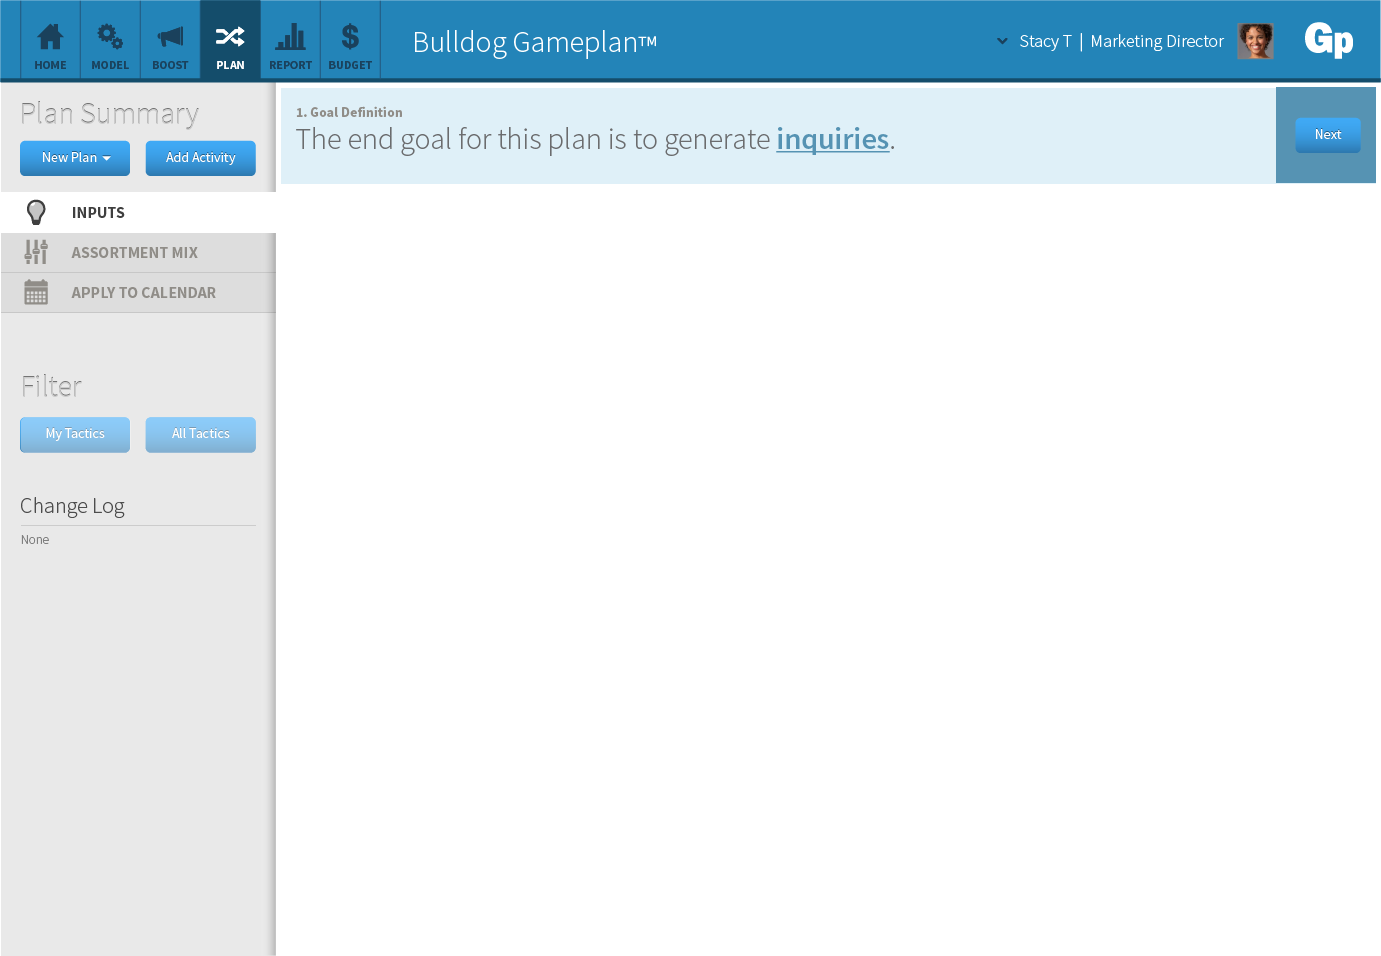 HOME
MODEL
BOOST
PLAN
REPORT
BUDGET
Bulldog Gameplan™
Stacy T | Marketing Director
Gp
Plan Summary
New Plan
Add Activity
INPUTS
ASSORTMENT MIX
APPLY TO CALENDAR
Filter
My Tactics
All Tactics
Change Log
None
1. Goal Definition
The end goal for this plan is to generate inquiries.
Next